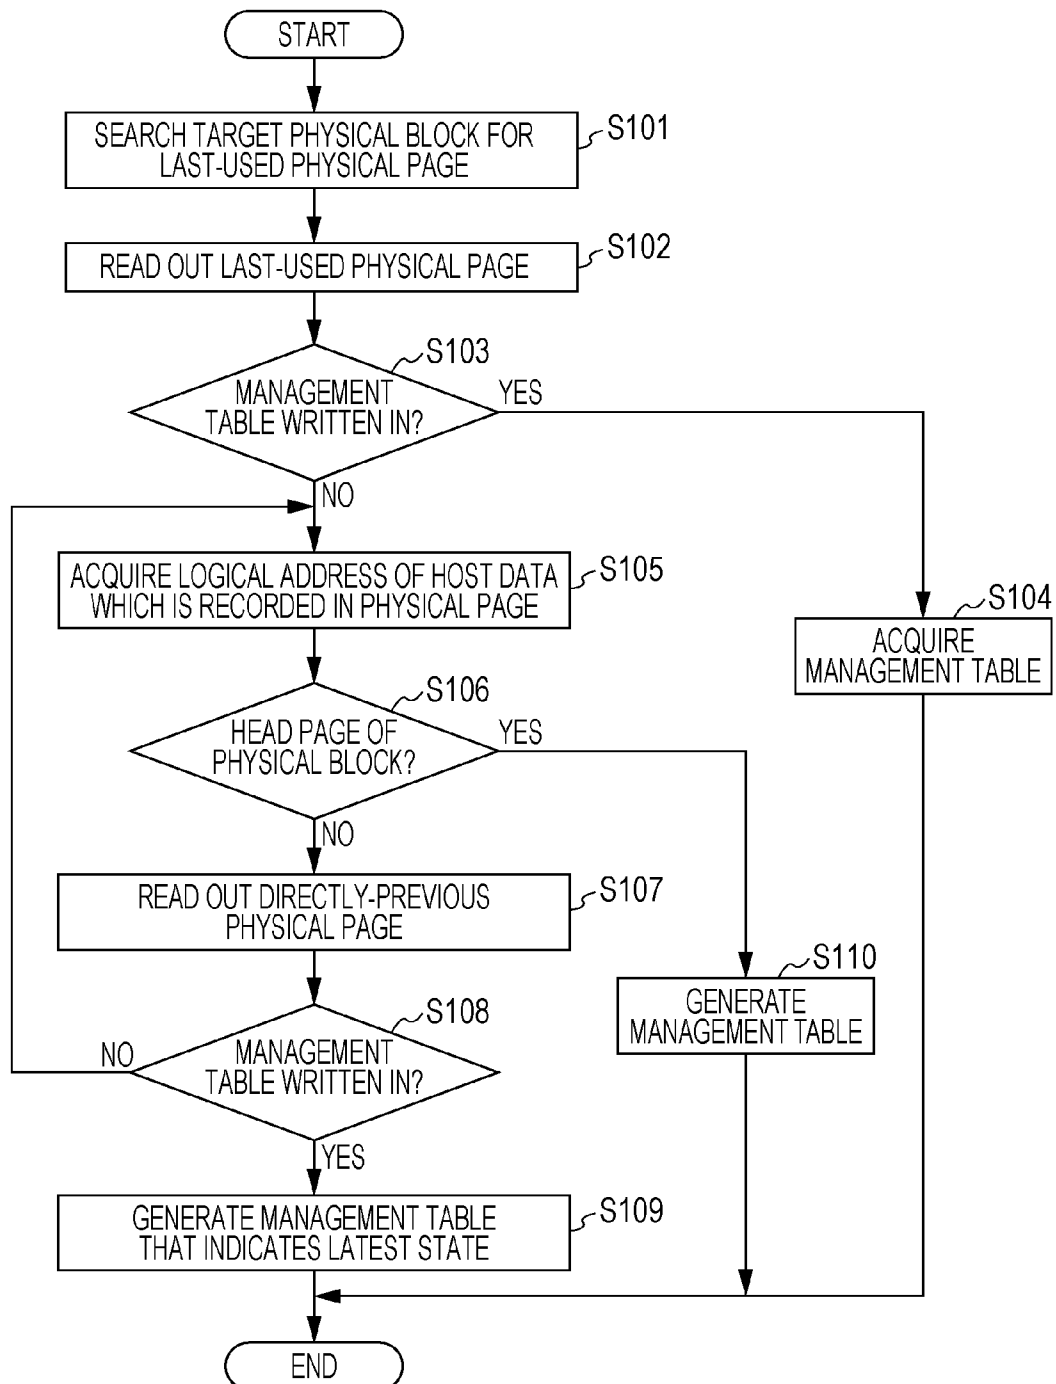 START
SEARCH TARGET PHYSICAL BLOCK FOR
LAST-USED PHYSICAL PAGE
S101
READ OUT LAST-USED PHYSICAL PAGE
S102
S103
MANAGEMENT
TABLE WRITTEN IN?
YES
NO
ACQUIRE LOGICAL ADDRESS OF HOST DATA
WHICH IS RECORDED IN PHYSICAL PAGE
S105
S104
ACQUIRE
MANAGEMENT TABLE
S106
HEAD PAGE OF
PHYSICAL BLOCK?
YES
NO
READ OUT DIRECTLY-PREVIOUS
PHYSICAL PAGE
S107
S110
GENERATE
MANAGEMENT TABLE
S108
MANAGEMENT
TABLE WRITTEN IN?
NO
YES
GENERATE MANAGEMENT TABLE
THAT INDICATES LATEST STATE
S109
END